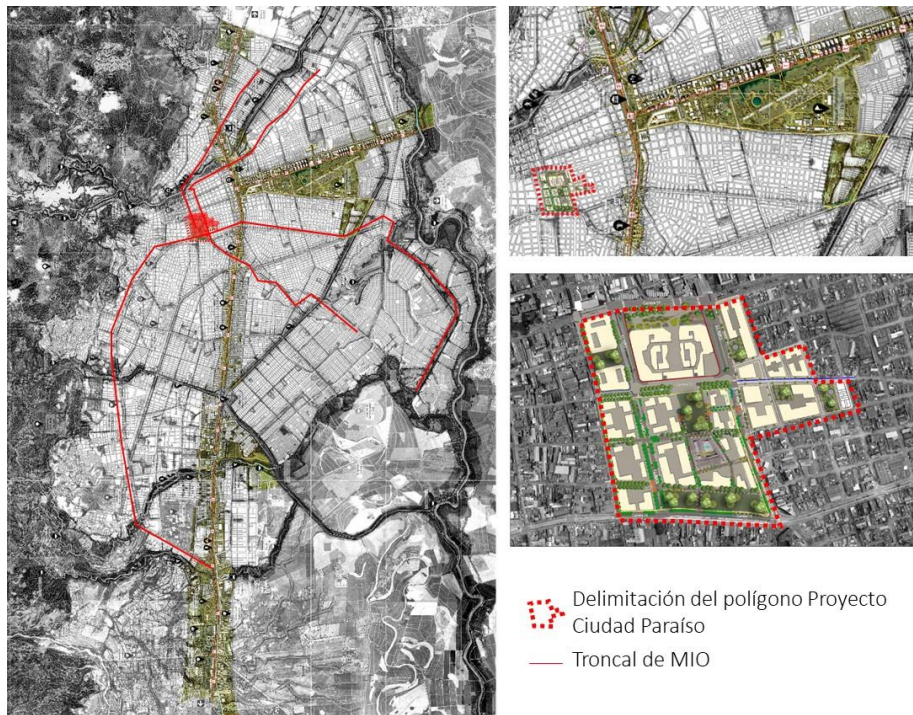 Delimitación del polígono Proyecto
Ciudad Paraíso
Troncal de MIO